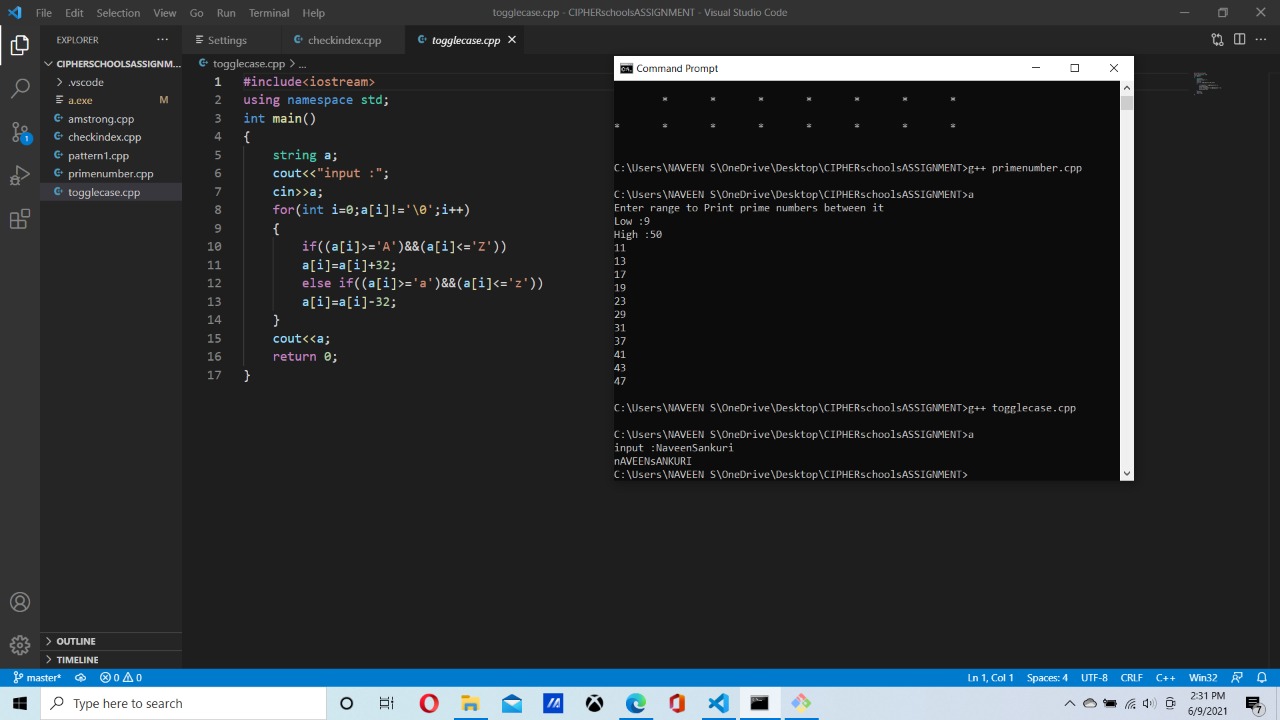 File Edit Selection View Go Run Terminal Help
togglecase.cpp - CIPHERschoolsASSIGNMENT - Visual Studio Code
EXPLORER ...
CIPHERSCHOOLSASSIGNM...
.vscode
a.exe M
amstrong.cpp
checkindex.cpp
pattern1.cpp
primenumber.cpp
togglecase.cpp
OUTLINE
TIMELINE
Settings
checkindex.cpp
togglecase.cpp
togglecase.cpp > ...
1 #include<iostream>
2 using namespace std;
3 int main()
4 {
5 string a;
6 cout<<"input :";
7 cin>>a;
8 for(int i=0;a[i]!='\0';i++)
9 {
10 if((a[i]>='A')&&(a[i]<='Z'))
11 a[i]=a[i]+32;
12 else if((a[i]>='a')&&(a[i]<='z'))
13 a[i]=a[i]-32;
14 }
15 cout<<a;
16 return 0;
17 }
Command Prompt
* * * * * * *
* * * * * * * *
C:\Users\NAVEEN S\OneDrive\Desktop\CIPHERschoolsASSIGNMENT>g++ primenumber.cpp
C:\Users\NAVEEN S\OneDrive\Desktop\CIPHERschoolsASSIGNMENT>a
Enter range to Print prime numbers between it
Low :9
High :50
11
13
17
19
23
29
31
37
41
43
47
C:\Users\NAVEEN S\OneDrive\Desktop\CIPHERschoolsASSIGNMENT>g++ togglecase.cpp
C:\Users\NAVEEN S\OneDrive\Desktop\CIPHERschoolsASSIGNMENT>a
input :NaveenSankuri
nAVEENsANKURI
C:\Users\NAVEEN S\OneDrive\Desktop\CIPHERschoolsASSIGNMENT>
1
master* 0 0
Ln 1, Col 1 Spaces: 4 UTF-8 CRLF C++ Win32
Type here to search
2:31 PM
6/9/2021
7